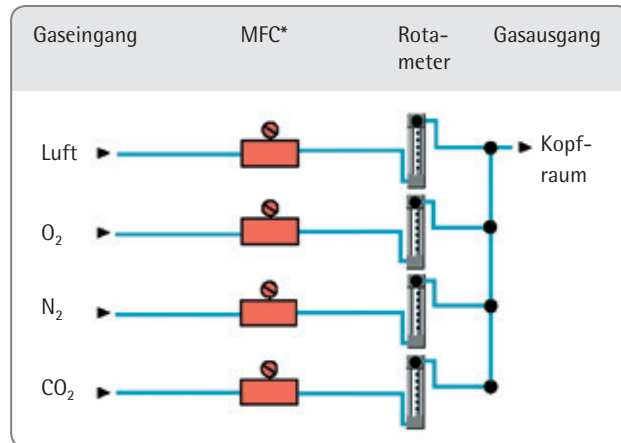 Gaseingang MFC* Rota- Gasausgang
meter
Luft Kopf-
raum
O₂
N₂
CO₂